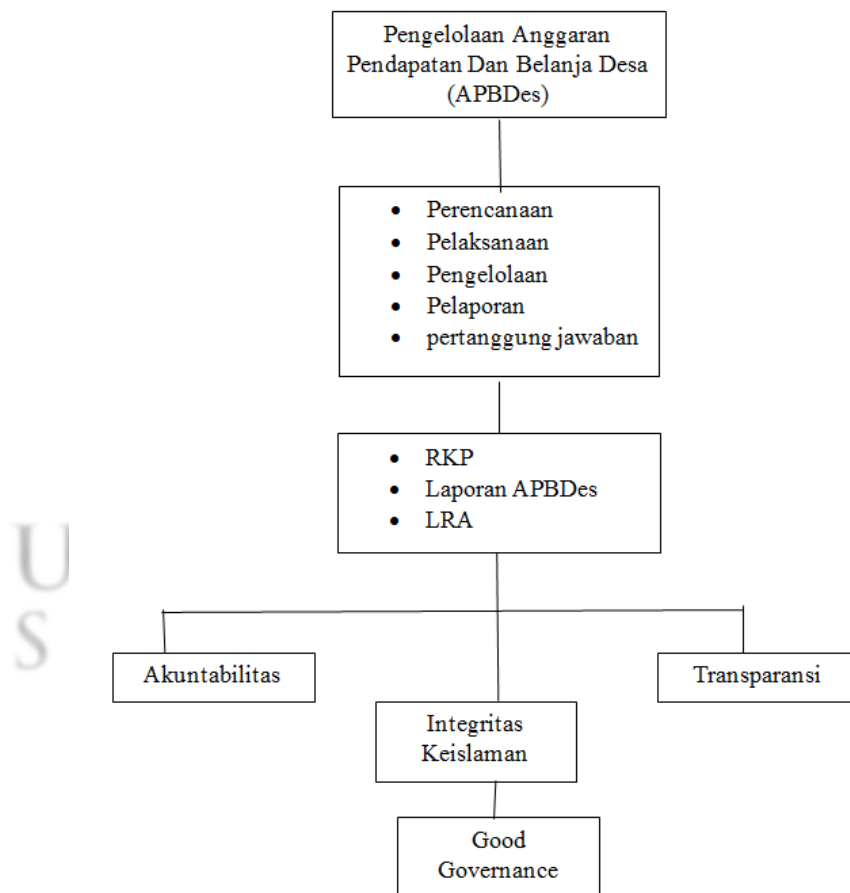 Pengelolaan Anggaran
Pendapatan Dan Belanja Desa
(APBDes)
• Perencanaan
• Pelaksanaan
• Pengelolaan
• Pelaporan
• pertanggung jawaban
• RKP
• Laporan APBDes
• LRA
U
S
Akuntabilitas
Transparansi
Integritas
Keislaman
Good
Governance